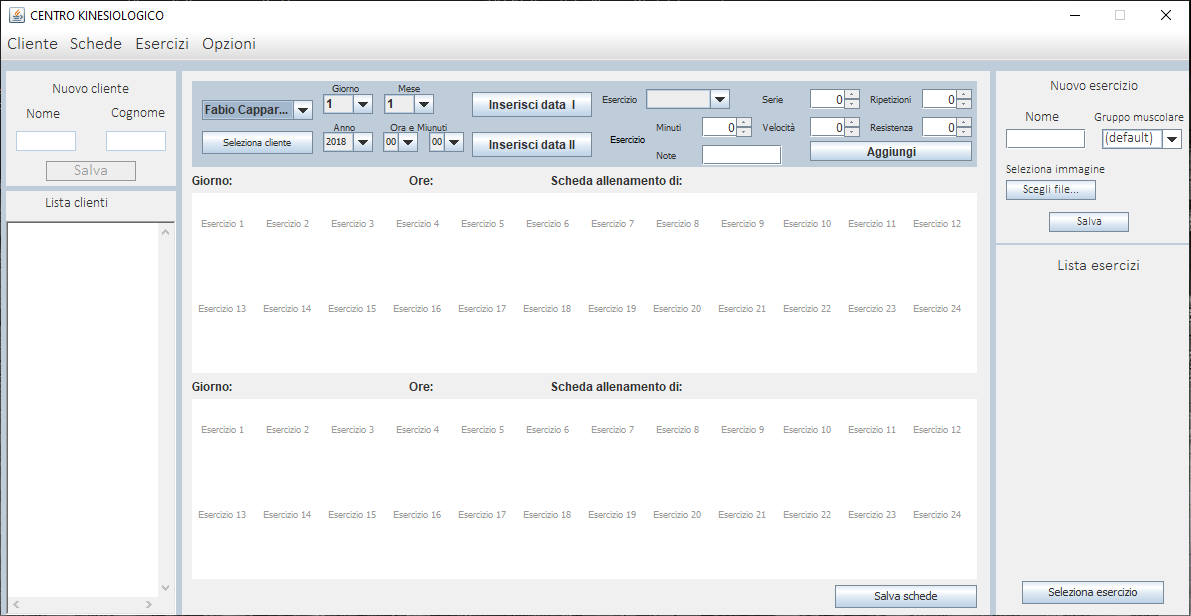 CENTRO KINESIOLOGICO
Cliente Schede Esercizi Opzioni
Nuovo cliente
Nome Cognome
Salva
Lista clienti
Fabio Cappar...
Seleziona cliente
Giorno Mese
1 1
Anno Ora e Miunuti
2018 00 00
Inserisci data I
Inserisci data II
Esercizio Serie 0 Ripetizioni 0
Esercizio Minuti 0 Velocità 0 Resistenza 0
Note Aggiungi
Giorno: Ore: Scheda allenamento di:
Esercizio 1 Esercizio 2 Esercizio 3 Esercizio 4 Esercizio 5 Esercizio 6 Esercizio 7 Esercizio 8 Esercizio 9 Esercizio 10 Esercizio 11 Esercizio 12
Esercizio 13 Esercizio 14 Esercizio 15 Esercizio 16 Esercizio 17 Esercizio 18 Esercizio 19 Esercizio 20 Esercizio 21 Esercizio 22 Esercizio 23 Esercizio 24
Giorno: Ore: Scheda allenamento di:
Esercizio 1 Esercizio 2 Esercizio 3 Esercizio 4 Esercizio 5 Esercizio 6 Esercizio 7 Esercizio 8 Esercizio 9 Esercizio 10 Esercizio 11 Esercizio 12
Esercizio 13 Esercizio 14 Esercizio 15 Esercizio 16 Esercizio 17 Esercizio 18 Esercizio 19 Esercizio 20 Esercizio 21 Esercizio 22 Esercizio 23 Esercizio 24
Salva schede
Nuovo esercizio
Nome Gruppo muscolare
(default)
Seleziona immagine
Scegli file...
Salva
Lista esercizi
Seleziona esercizio